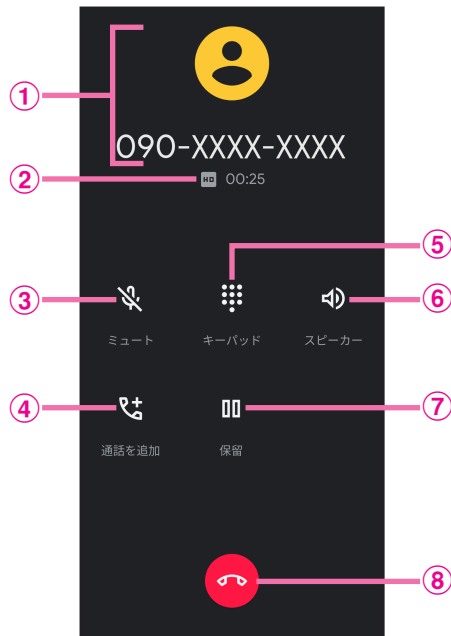 ①
090-XXXX-XXXX
②
HD 00:25
⑤
③
⑥
ミュート キーパッド スピーカー
④
⑦
通話を追加 保留
⑧